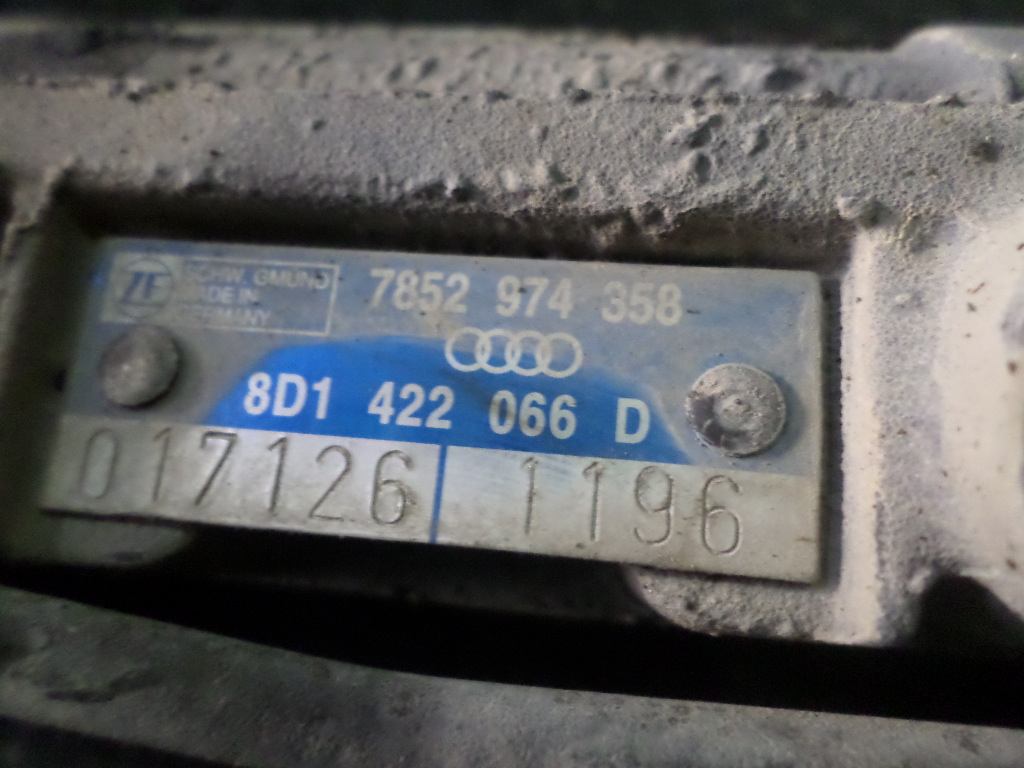 ZF SCHW. GMÜND
MADE IN
GERMANY
7852 974 358
8D1 422 066 D
017126 1196